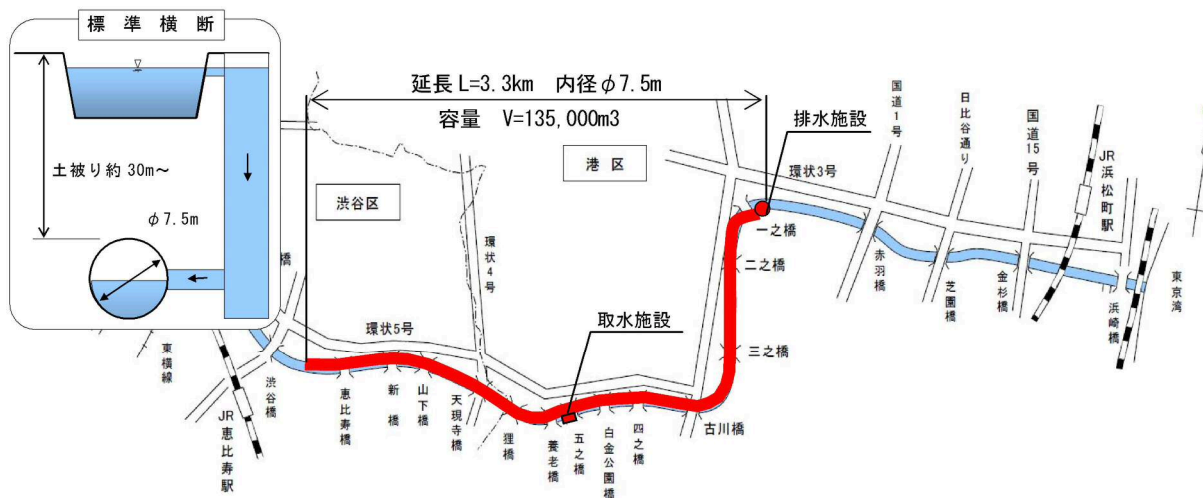 標準横断
土被り約30m～
φ7.5m
延長L=3.3km 内径φ7.5m
容量 V=135,000m3
排水施設
国道1号
日比谷通り
国道15号
JR浜松町駅
港区
環状3号
渋谷区
一之橋
赤羽橋
芝園橋
金杉橋
浜崎橋
東京湾
二之橋
環状4号
取水施設
環状5号
三之橋
橋
東横線
渋谷橋
JR恵比寿駅
恵比寿橋
新橋
山下橋
天現寺橋
狸橋
養老橋
五之橋
白金公園橋
四之橋
古川橋